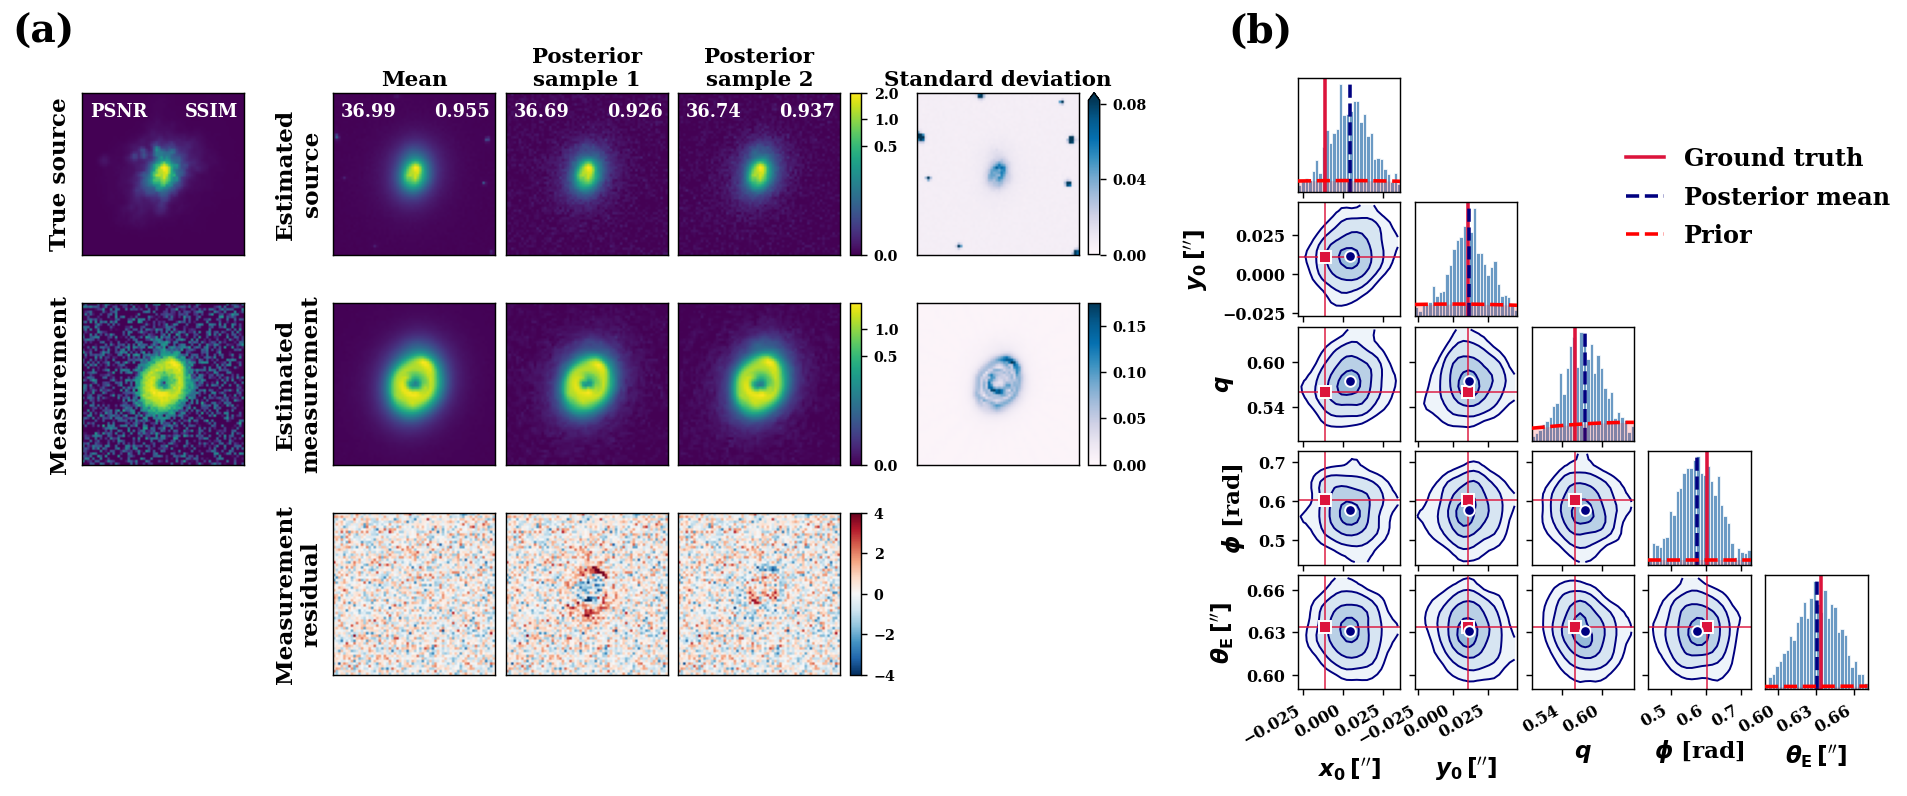 (a)
Mean
Posterior
sample 1
Posterior
sample 2
Standard deviation
True source
PSNR SSIM
Estimated
source
36.99 0.955
36.69 0.926
36.74 0.937
2.0
1.0
0.5
0.0
0.08
0.04
0.00
Measurement
Estimated
measurement
1.0
0.5
0.0
0.15
0.10
0.05
0.00
Measurement
residual
4
2
0
−2
−4
(b)
Ground truth
Posterior mean
Prior
y₀ [″]
0.025
0.000
−0.025
q
0.60
0.54
ϕ [rad]
0.7
0.6
0.5
θ_E [″]
0.66
0.63
0.60
−0.025 0.000 0.025
−0.025 0.000 0.025
0.54 0.60
0.5 0.6 0.7
0.60 0.63 0.66
x₀ [″]
y₀ [″]
q
ϕ [rad]
θ_E [″]